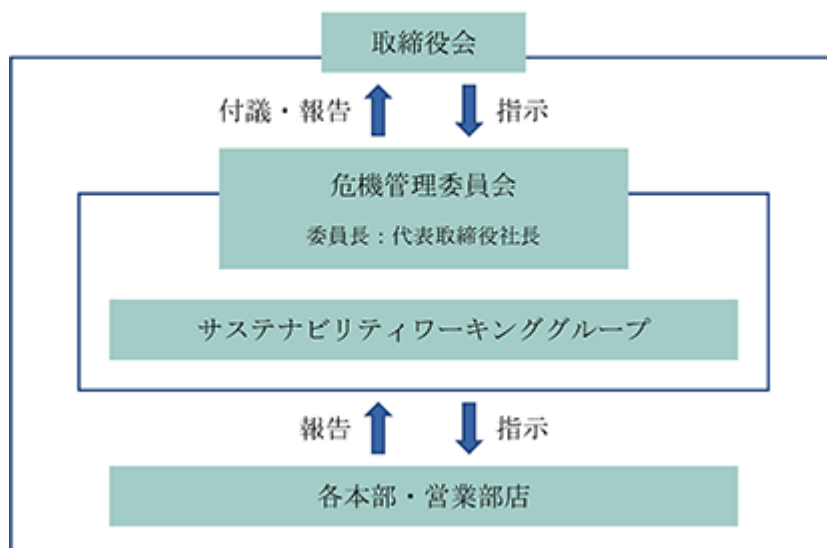 取締役会
付議・報告
指示
危機管理委員会
委員長：代表取締役社長
サステナビリティワーキンググループ
報告
指示
各本部・営業部店